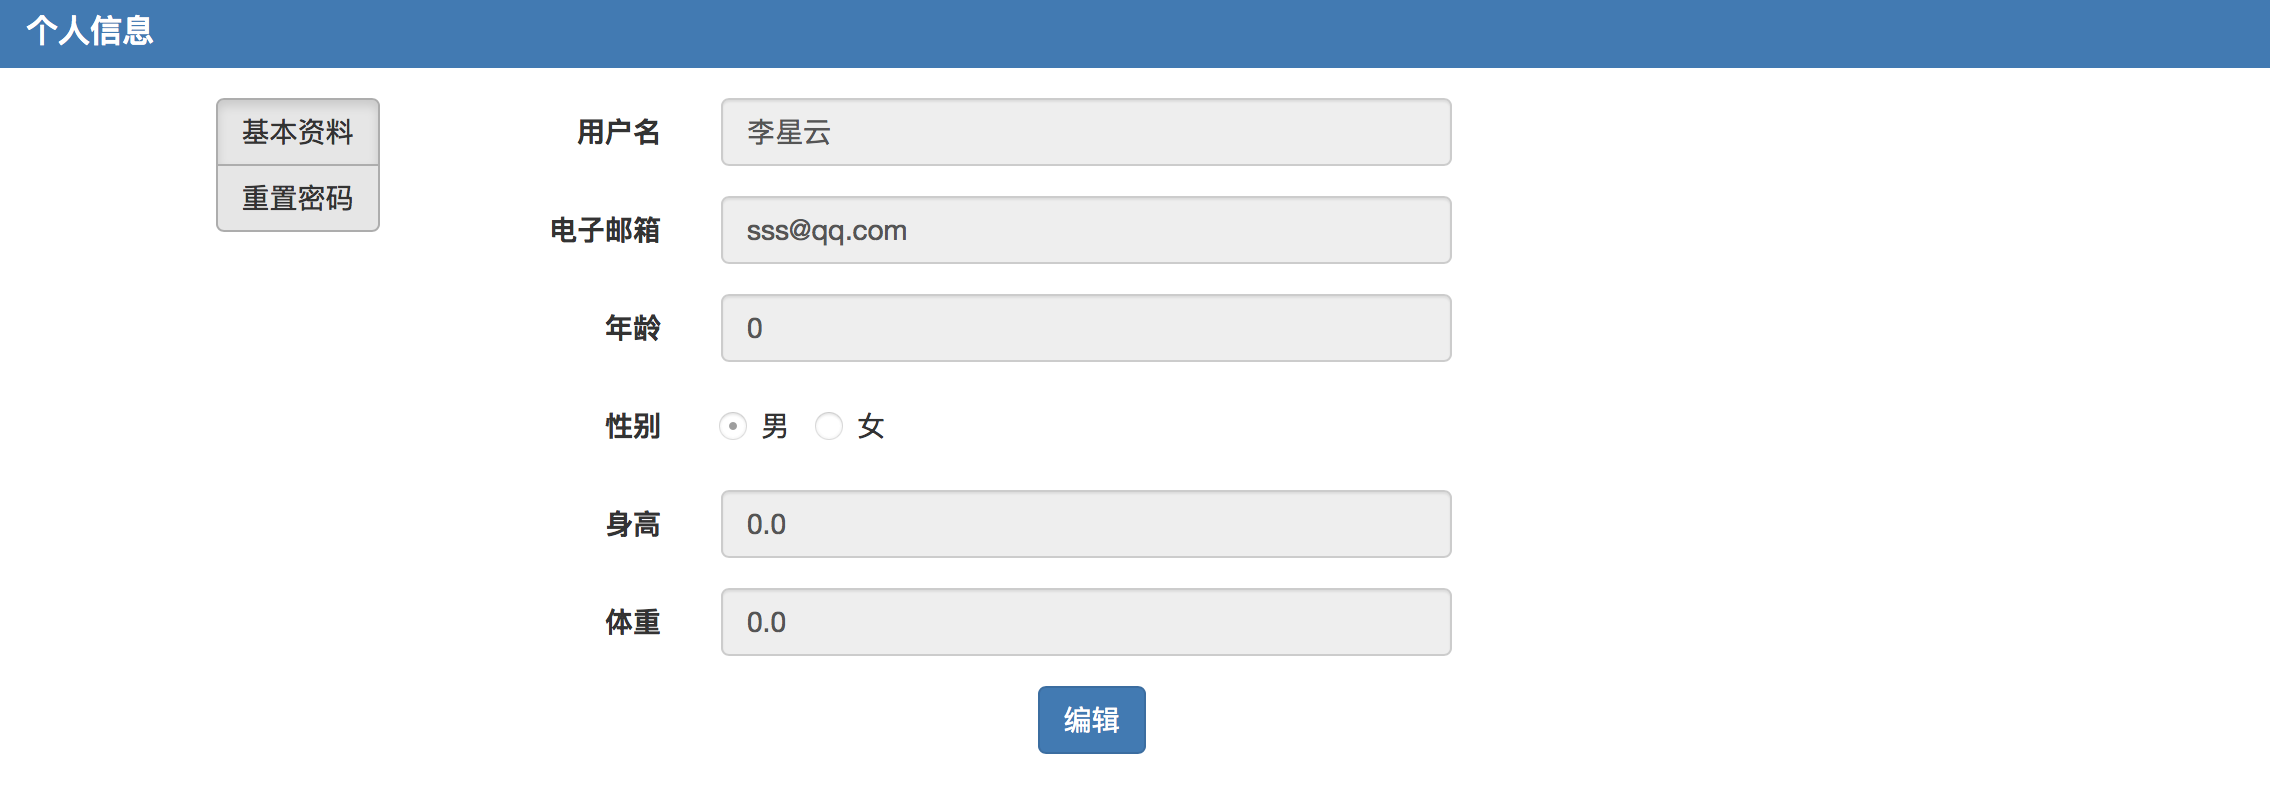 个人信息
基本资料
重置密码
用户名 李星云
电子邮箱 sss@qq.com
年龄 0
性别 男 女
身高 0.0
体重 0.0
编辑